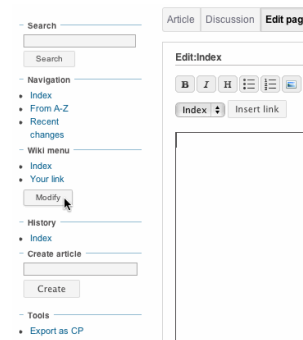 Search
Search
Navigation
Index
From A-Z
Recent
changes
Wiki menu
Index
Your link
Modify
History
Index
Create article
Create
Tools
Export as CP
Article Discussion Edit pag
Edit:Index
B I H
Index Insert link